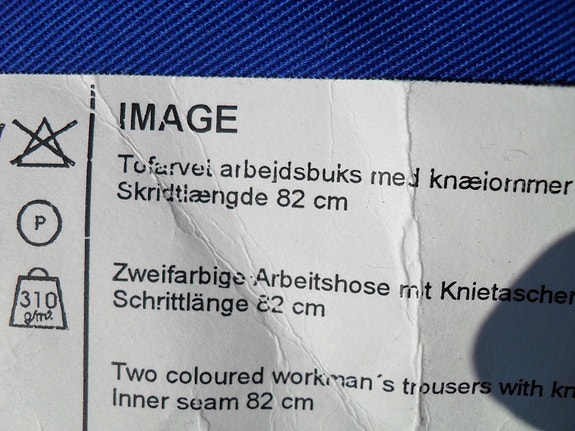 IMAGE
Tofarvet arbejdsbuks med knælommer
Skridtlængde 82 cm
P
310
g/m²
Zweifarbige Arbeitshose mit Knietaschen
Schrittlänge 82 cm
Two coloured workman´s trousers with
Inner seam 82 cm